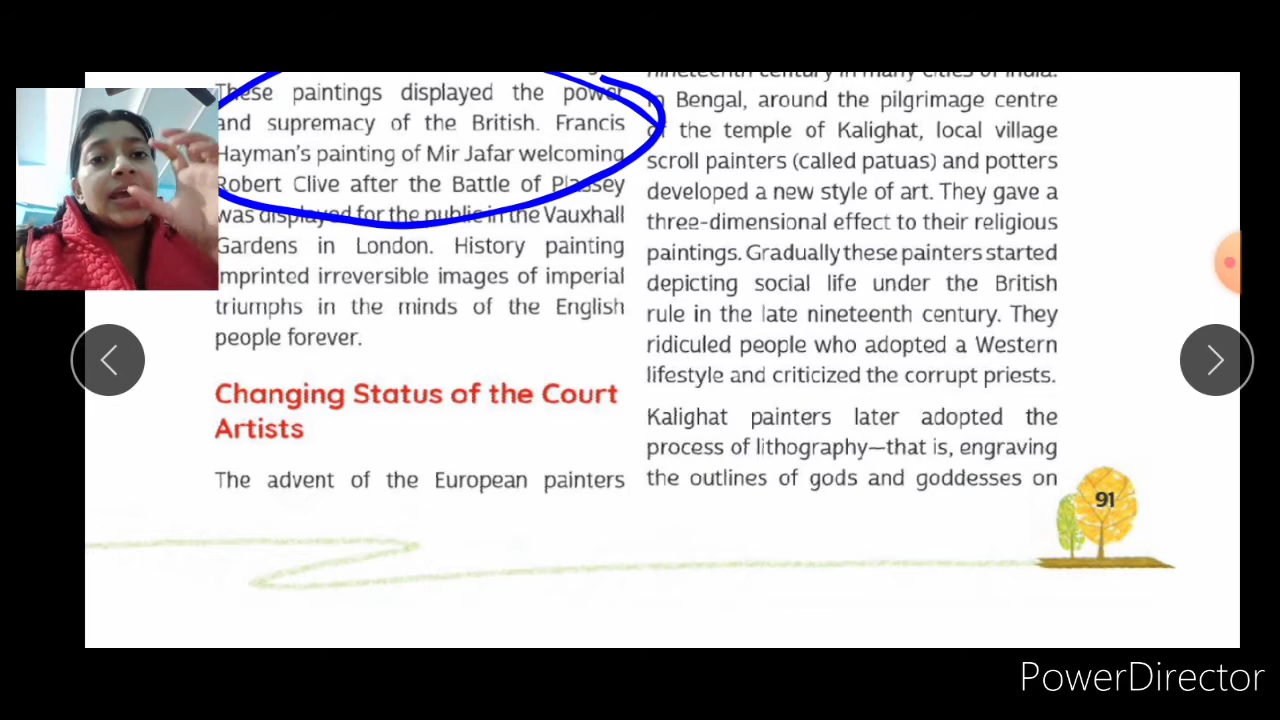 These paintings displayed the power
and supremacy of the British. Francis
Hayman's painting of Mir Jafar welcoming
Robert Clive after the Battle of Plassey
was displayed for the public in the Vauxhall
Gardens in London. History painting
imprinted irreversible images of imperial
triumphs in the minds of the English
people forever.
Changing Status of the Court
Artists
The advent of the European painters
nineteenth century in many cities of India.
In Bengal, around the pilgrimage centre
of the temple of Kalighat, local village
scroll painters (called patuas) and potters
developed a new style of art. They gave a
three-dimensional effect to their religious
paintings. Gradually these painters started
depicting social life under the British
rule in the late nineteenth century. They
ridiculed people who adopted a Western
lifestyle and criticized the corrupt priests.
Kalighat painters later adopted the
process of lithography—that is, engraving
the outlines of gods and goddesses on
91
PowerDirector